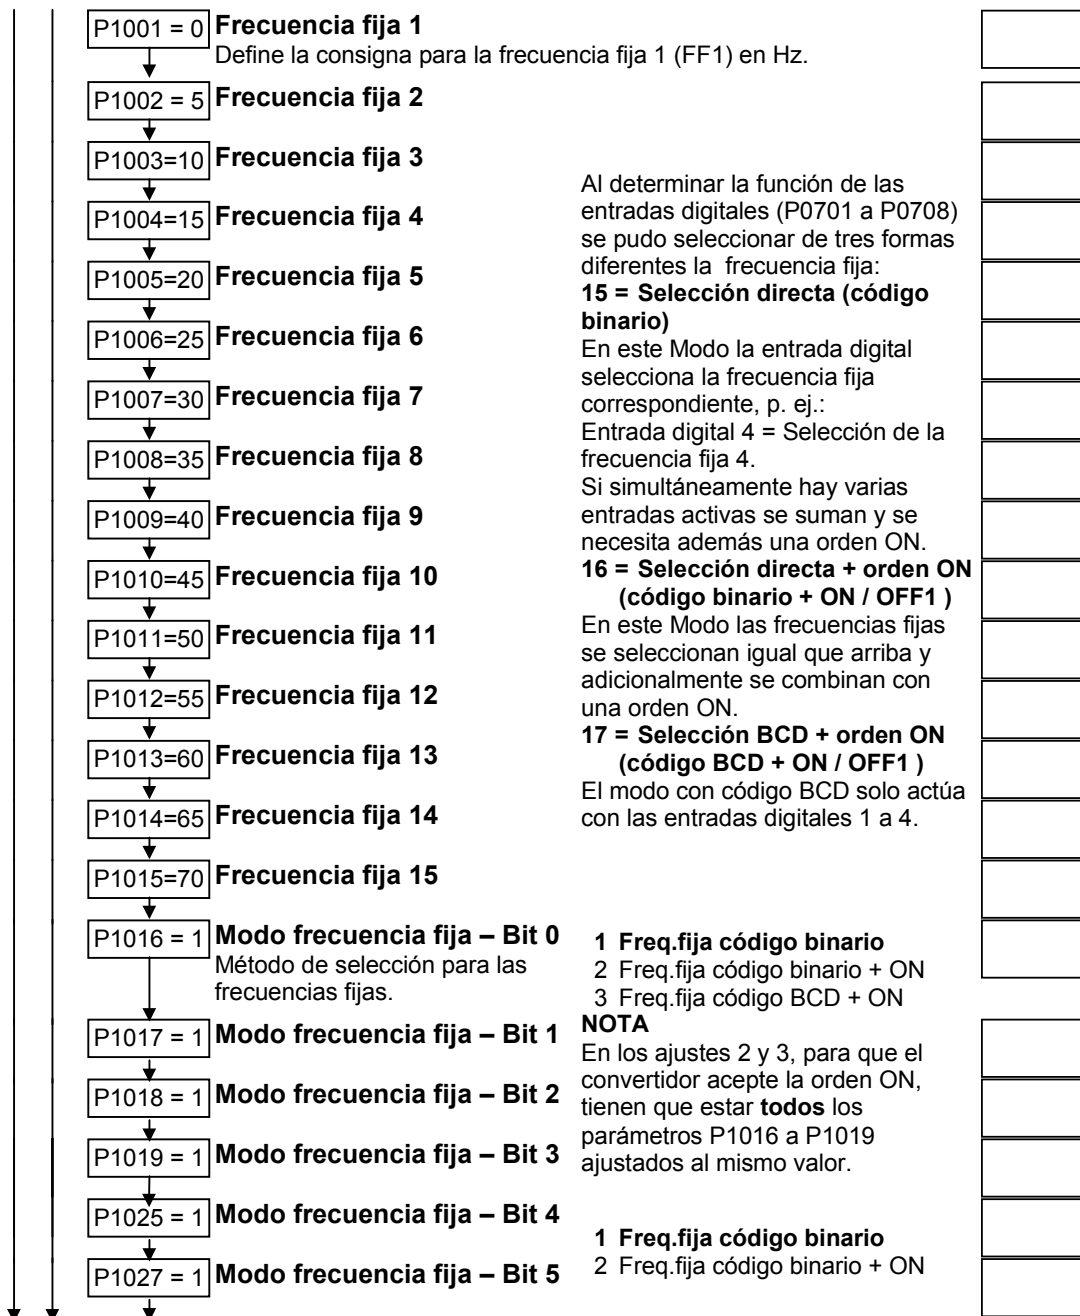 P1001 = 0 Frecuencia fija 1
Define la consigna para la frecuencia fija 1 (FF1) en Hz.
P1002 = 5 Frecuencia fija 2
P1003=10 Frecuencia fija 3
P1004=15 Frecuencia fija 4
P1005=20 Frecuencia fija 5
P1006=25 Frecuencia fija 6
P1007=30 Frecuencia fija 7
P1008=35 Frecuencia fija 8
P1009=40 Frecuencia fija 9
P1010=45 Frecuencia fija 10
P1011=50 Frecuencia fija 11
P1012=55 Frecuencia fija 12
P1013=60 Frecuencia fija 13
P1014=65 Frecuencia fija 14
P1015=70 Frecuencia fija 15
Al determinar la función de las
entradas digitales (P0701 a P0708)
se pudo seleccionar de tres formas
diferentes la frecuencia fija:
15 = Selección directa (código
binario)
En este Modo la entrada digital
selecciona la frecuencia fija
correspondiente, p. ej.:
Entrada digital 4 = Selección de la
frecuencia fija 4.
Si simultáneamente hay varias
entradas activas se suman y se
necesita además una orden ON.
16 = Selección directa + orden ON
(código binario + ON / OFF1 )
En este Modo las frecuencias fijas
se seleccionan igual que arriba y
adicionalmente se combinan con
una orden ON.
17 = Selección BCD + orden ON
(código BCD + ON / OFF1 )
El modo con código BCD solo actúa
con las entradas digitales 1 a 4.
P1016 = 1 Modo frecuencia fija – Bit 0
Método de selección para las
frecuencias fijas.
P1017 = 1 Modo frecuencia fija – Bit 1
P1018 = 1 Modo frecuencia fija – Bit 2
P1019 = 1 Modo frecuencia fija – Bit 3
1 Freq.fija código binario
2 Freq.fija código binario + ON
3 Freq.fija código BCD + ON
NOTA
En los ajustes 2 y 3, para que el
convertidor acepte la orden ON,
tienen que estar todos los
parámetros P1016 a P1019
ajustados al mismo valor.
P1025 = 1 Modo frecuencia fija – Bit 4
P1027 = 1 Modo frecuencia fija – Bit 5
1 Freq.fija código binario
2 Freq.fija código binario + ON